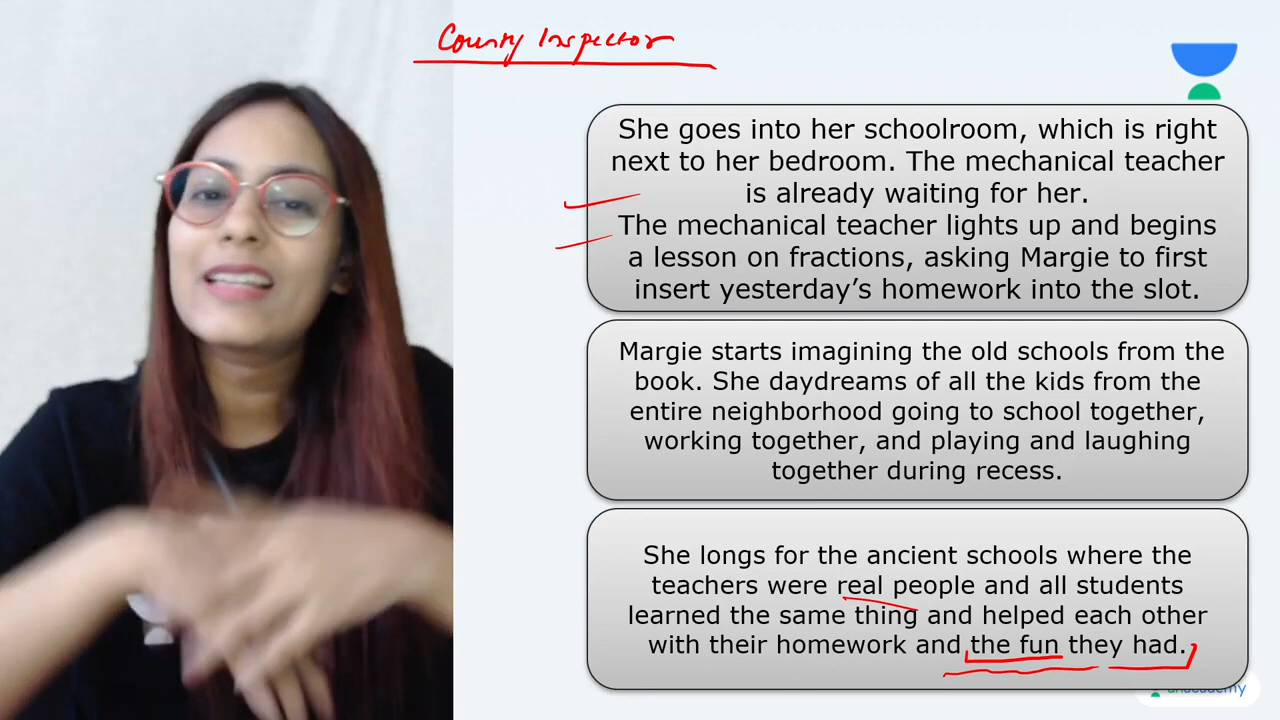 County Inspector
She goes into her schoolroom, which is right
next to her bedroom. The mechanical teacher
is already waiting for her.
The mechanical teacher lights up and begins
a lesson on fractions, asking Margie to first
insert yesterday’s homework into the slot.
Margie starts imagining the old schools from the
book. She daydreams of all the kids from the
entire neighborhood going to school together,
working together, and playing and laughing
together during recess.
She longs for the ancient schools where the
teachers were real people and all students
learned the same thing and helped each other
with their homework and the fun they had.